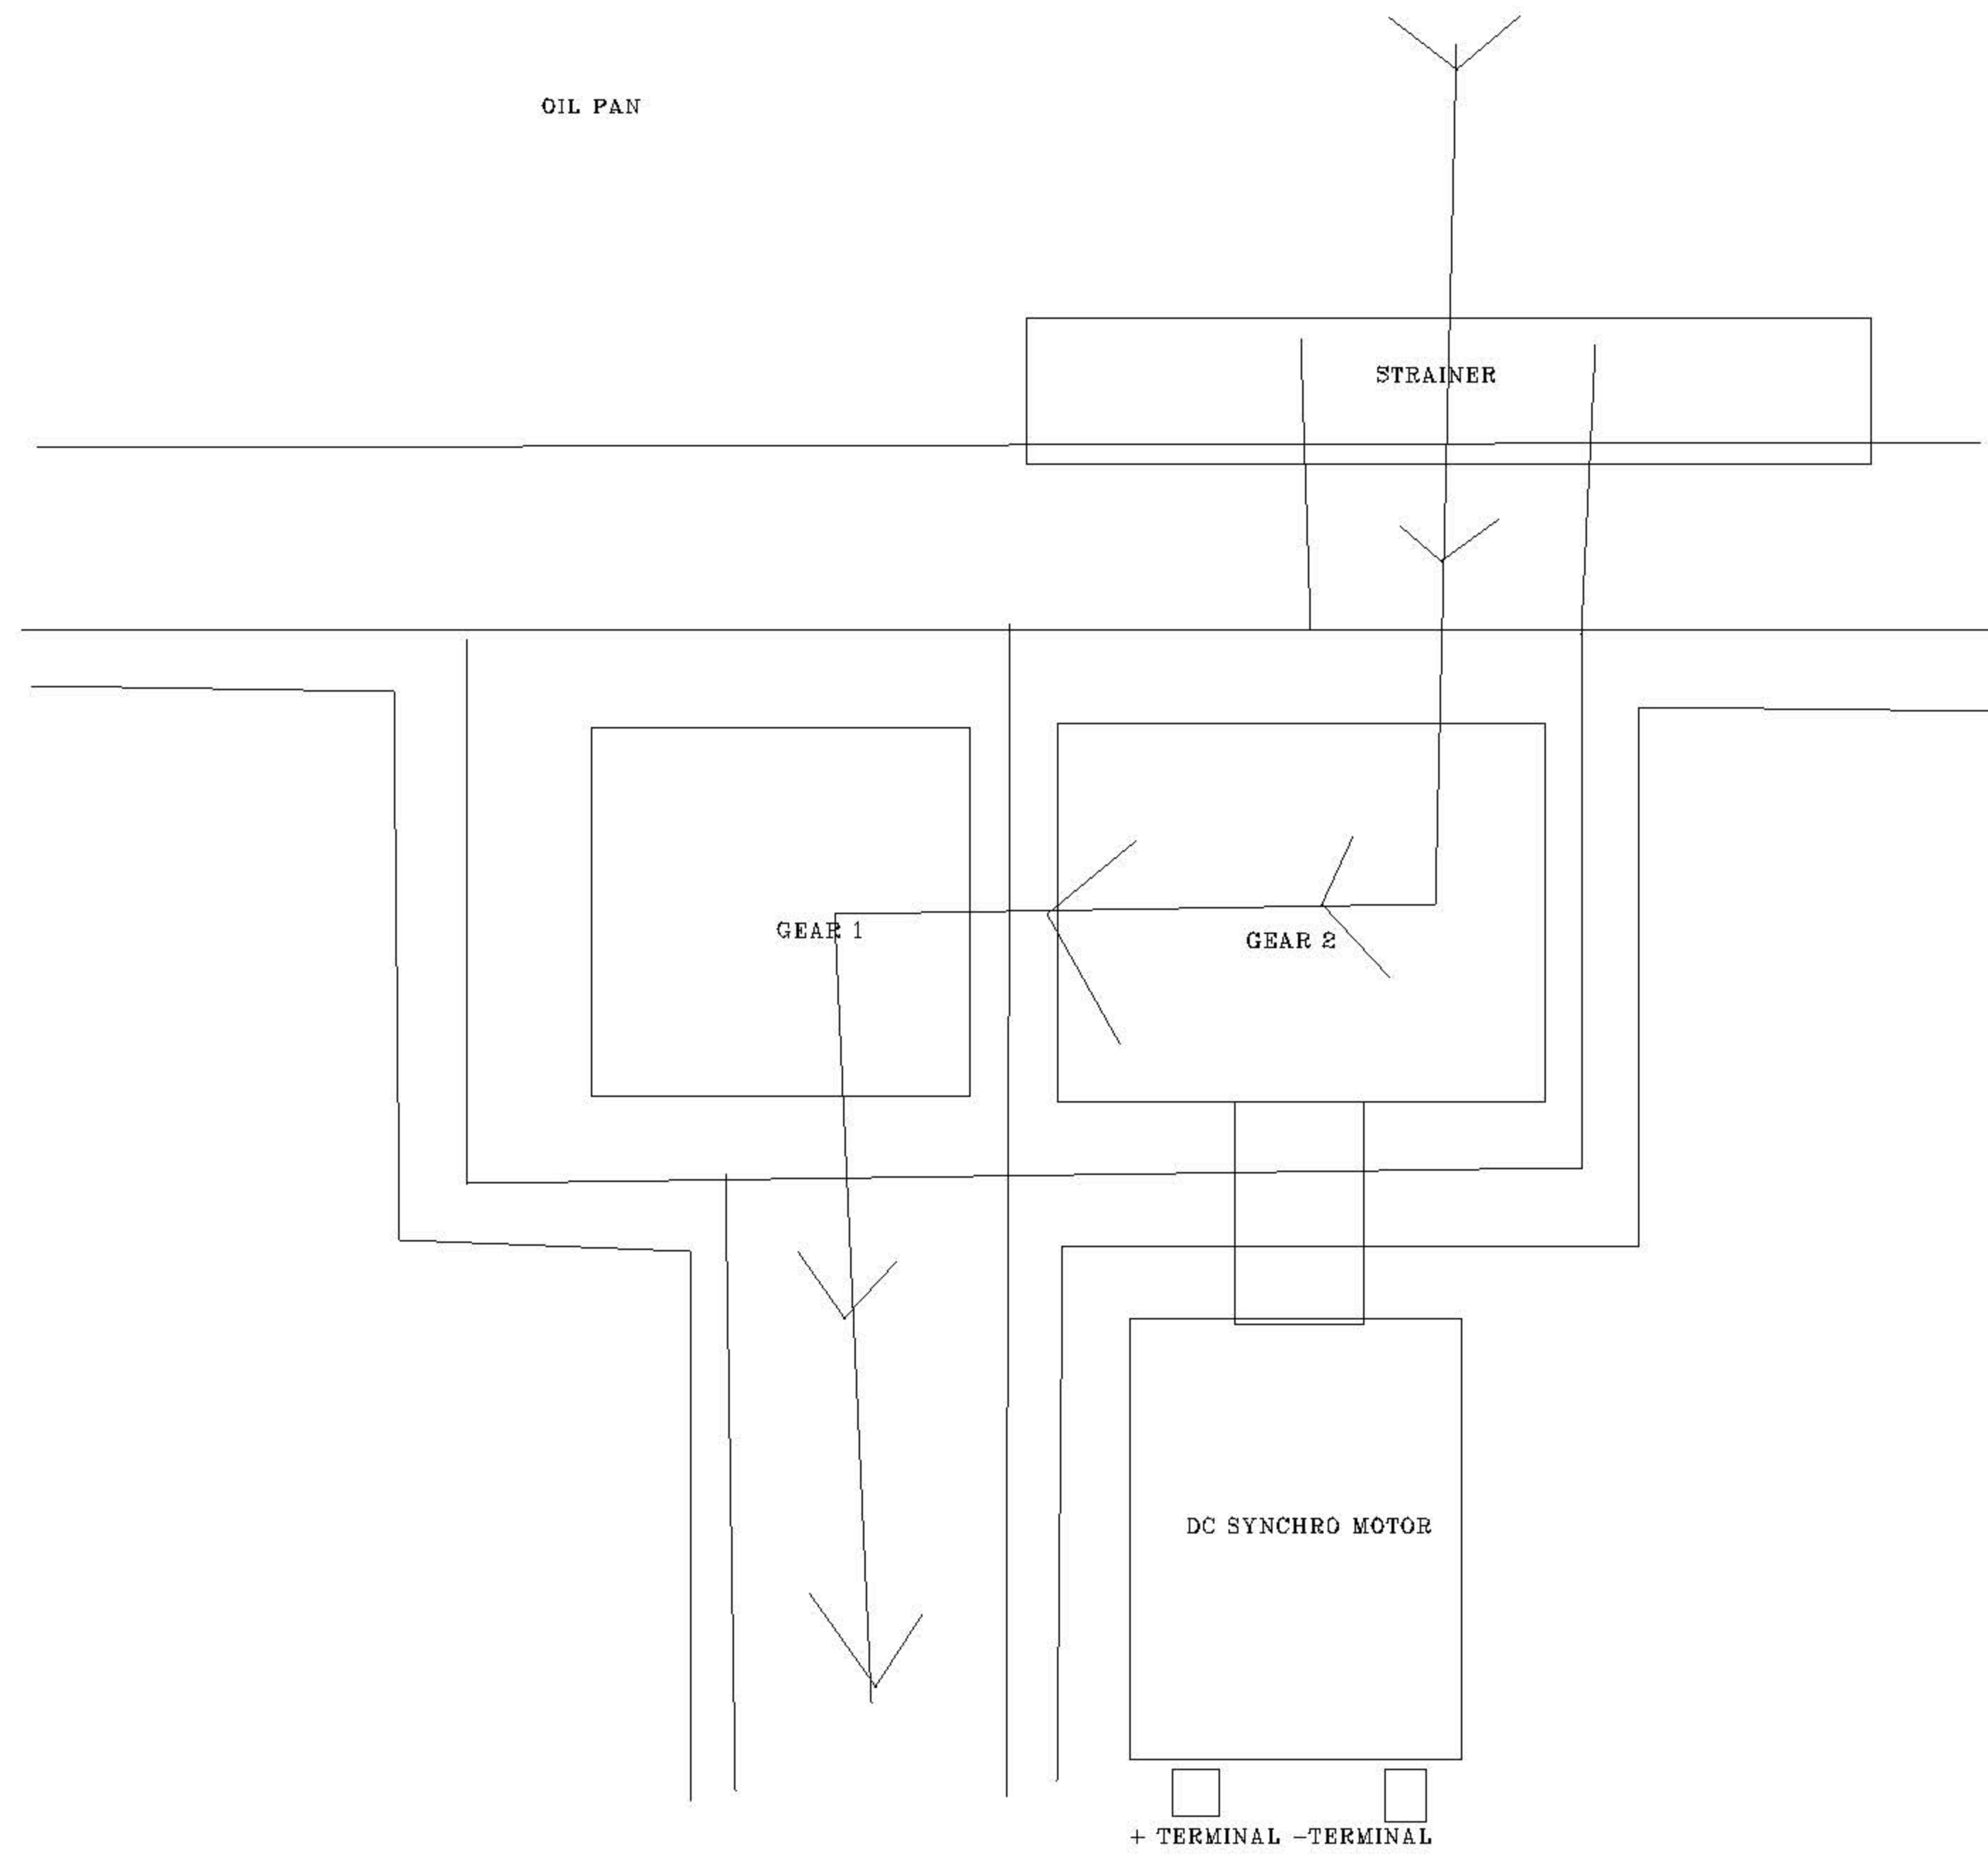 OIL PAN
STRAINER
GEAR 1
GEAR 2
DC SYNCHRO MOTOR
+ TERMINAL -TERMINAL